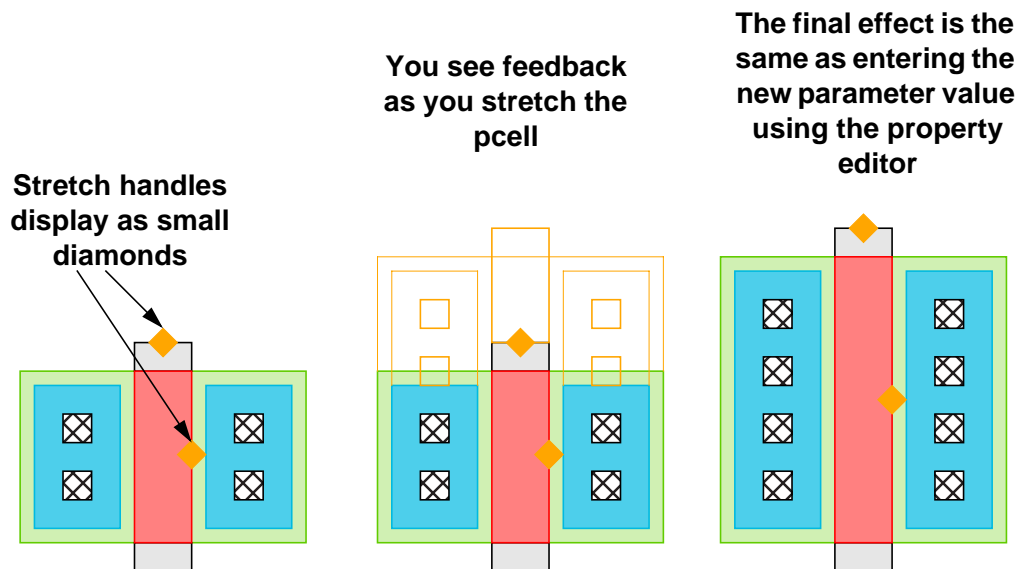 Stretch handles
display as small
diamonds
You see feedback
as you stretch the
pcell
The final effect is the
same as entering the
new parameter value
using the property
editor